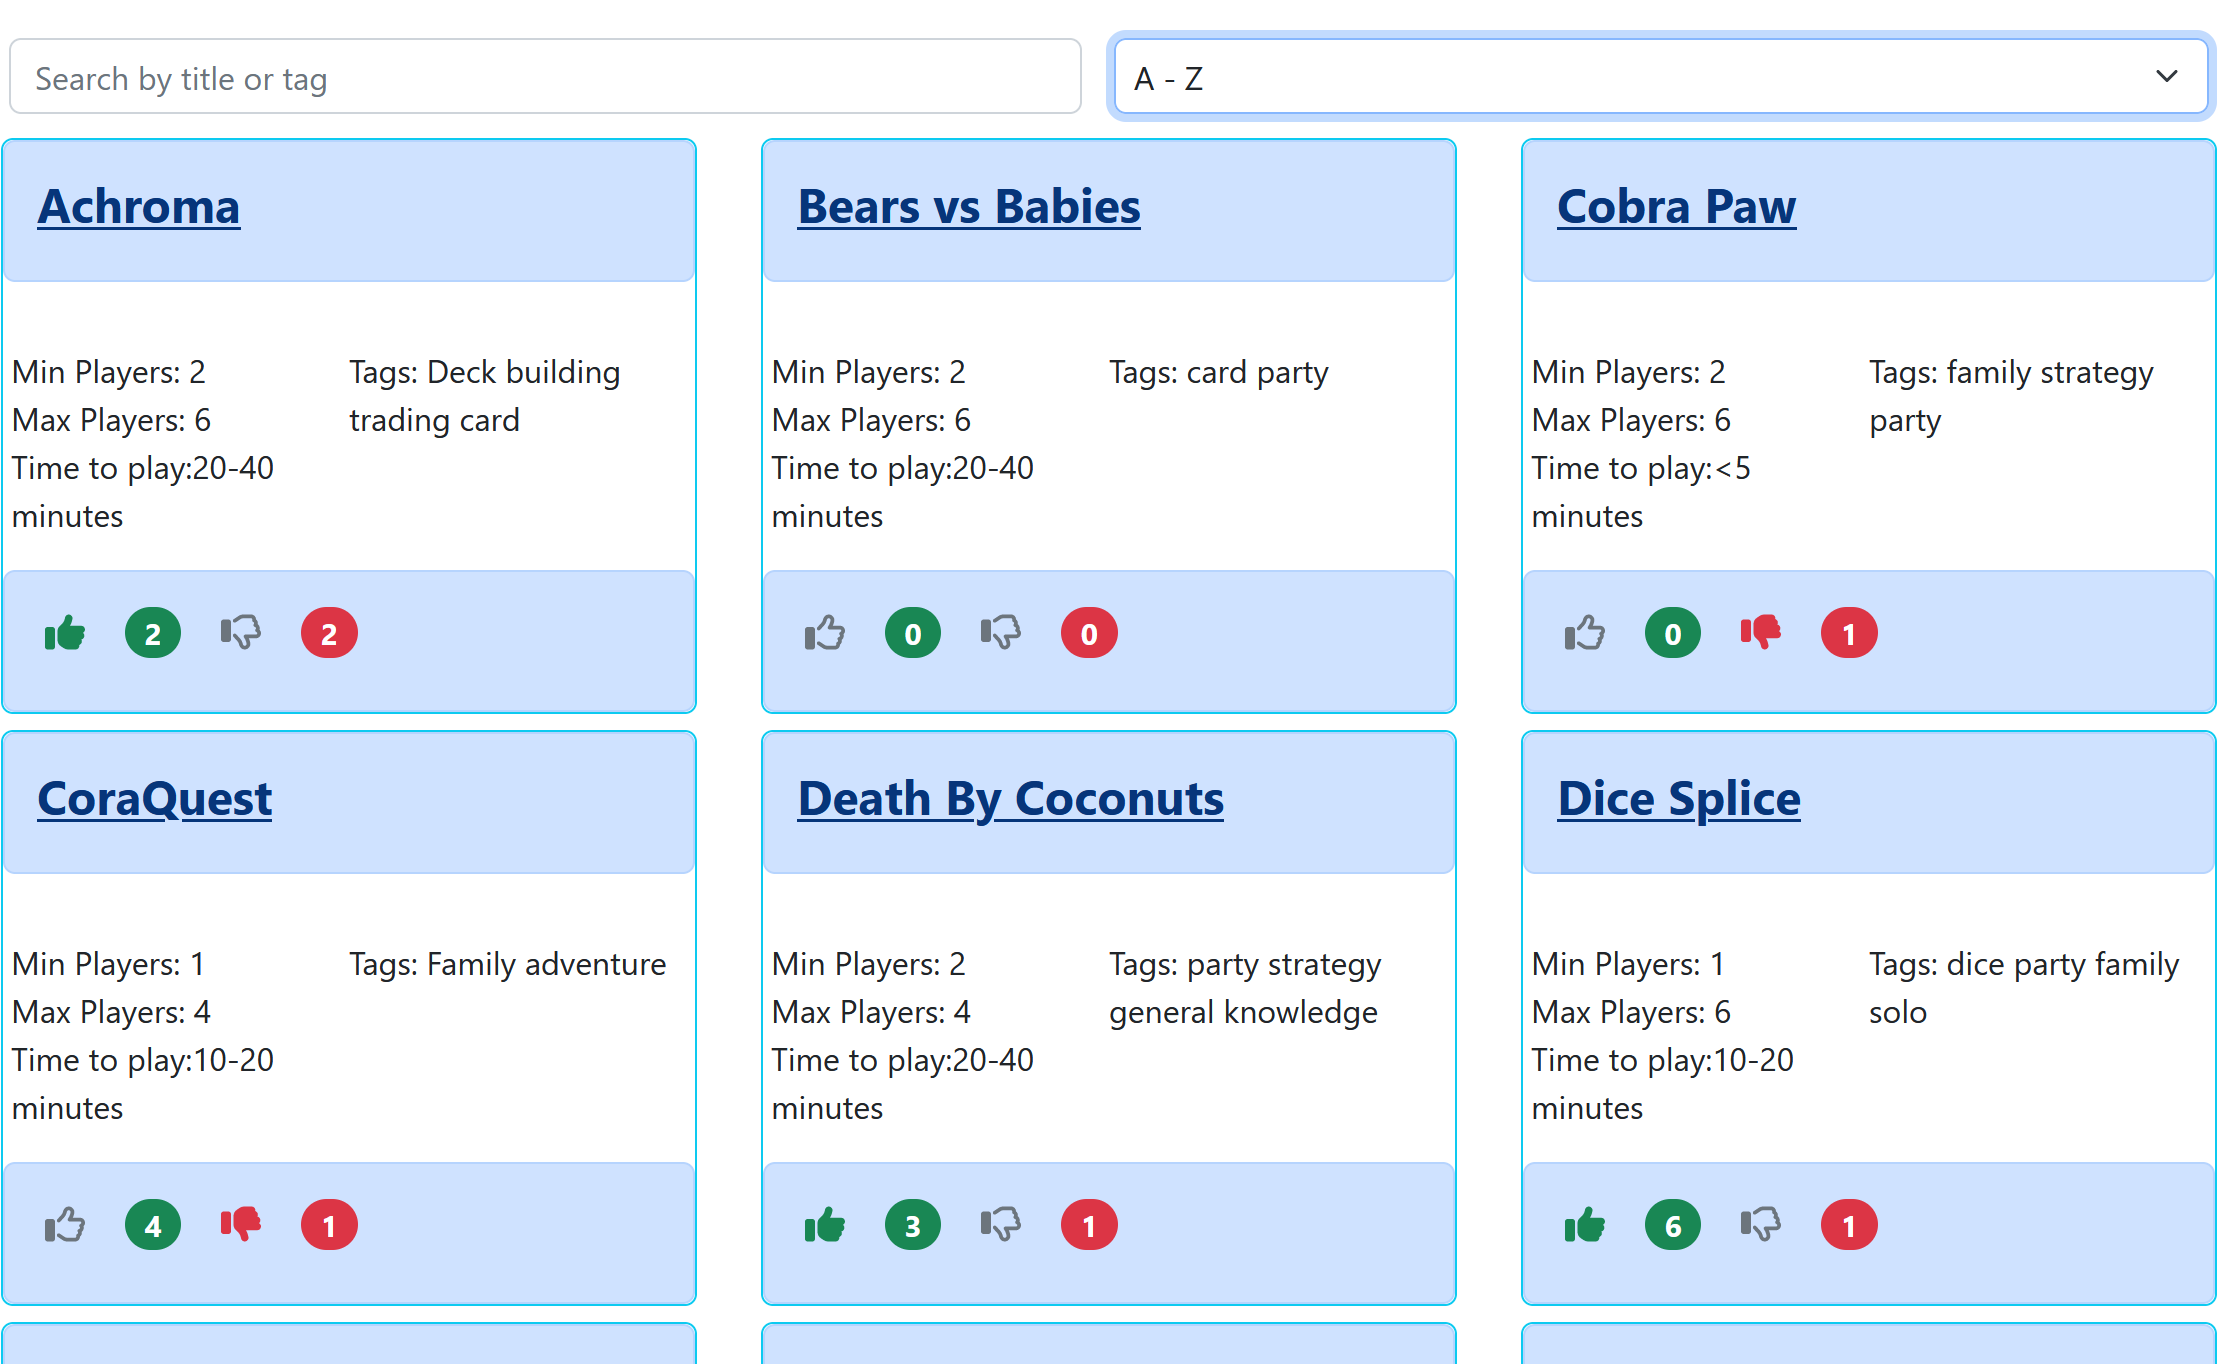 Search by title or tag
A - Z
Achroma
Min Players: 2
Max Players: 6
Time to play:20-40
minutes
Tags: Deck building
trading card
2
2
Bears vs Babies
Min Players: 2
Max Players: 6
Time to play:20-40
minutes
Tags: card party
0
0
Cobra Paw
Min Players: 2
Max Players: 6
Time to play:<5
minutes
Tags: family strategy
party
0
1
CoraQuest
Min Players: 1
Max Players: 4
Time to play:10-20
minutes
Tags: Family adventure
4
1
Death By Coconuts
Min Players: 2
Max Players: 4
Time to play:20-40
minutes
Tags: party strategy
general knowledge
3
1
Dice Splice
Min Players: 1
Max Players: 6
Time to play:10-20
minutes
Tags: dice party family
solo
6
1